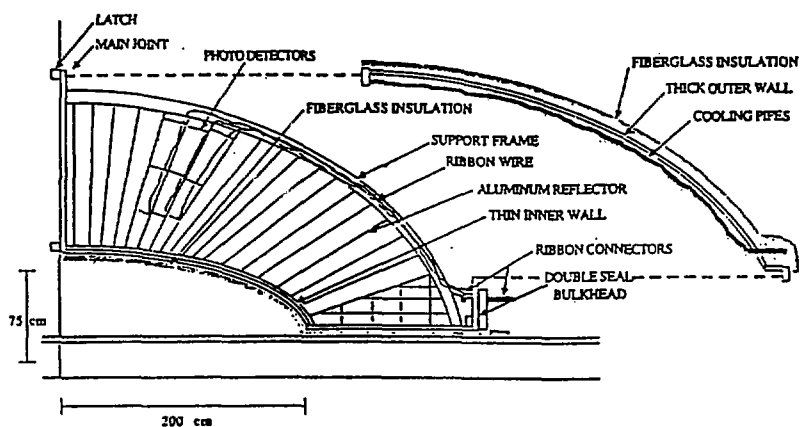 LATCH
MAIN JOINT
PHOTO DETECTORS
FIBERGLASS INSULATION
FIBERGLASS INSULATION
THICK OUTER WALL
COOLING PIPES
SUPPORT FRAME
RIBBON WIRE
ALUMINUM REFLECTOR
THIN INNER WALL
RIBBON CONNECTORS
DOUBLE SEAL
BULKHEAD
75 cm
200 cm